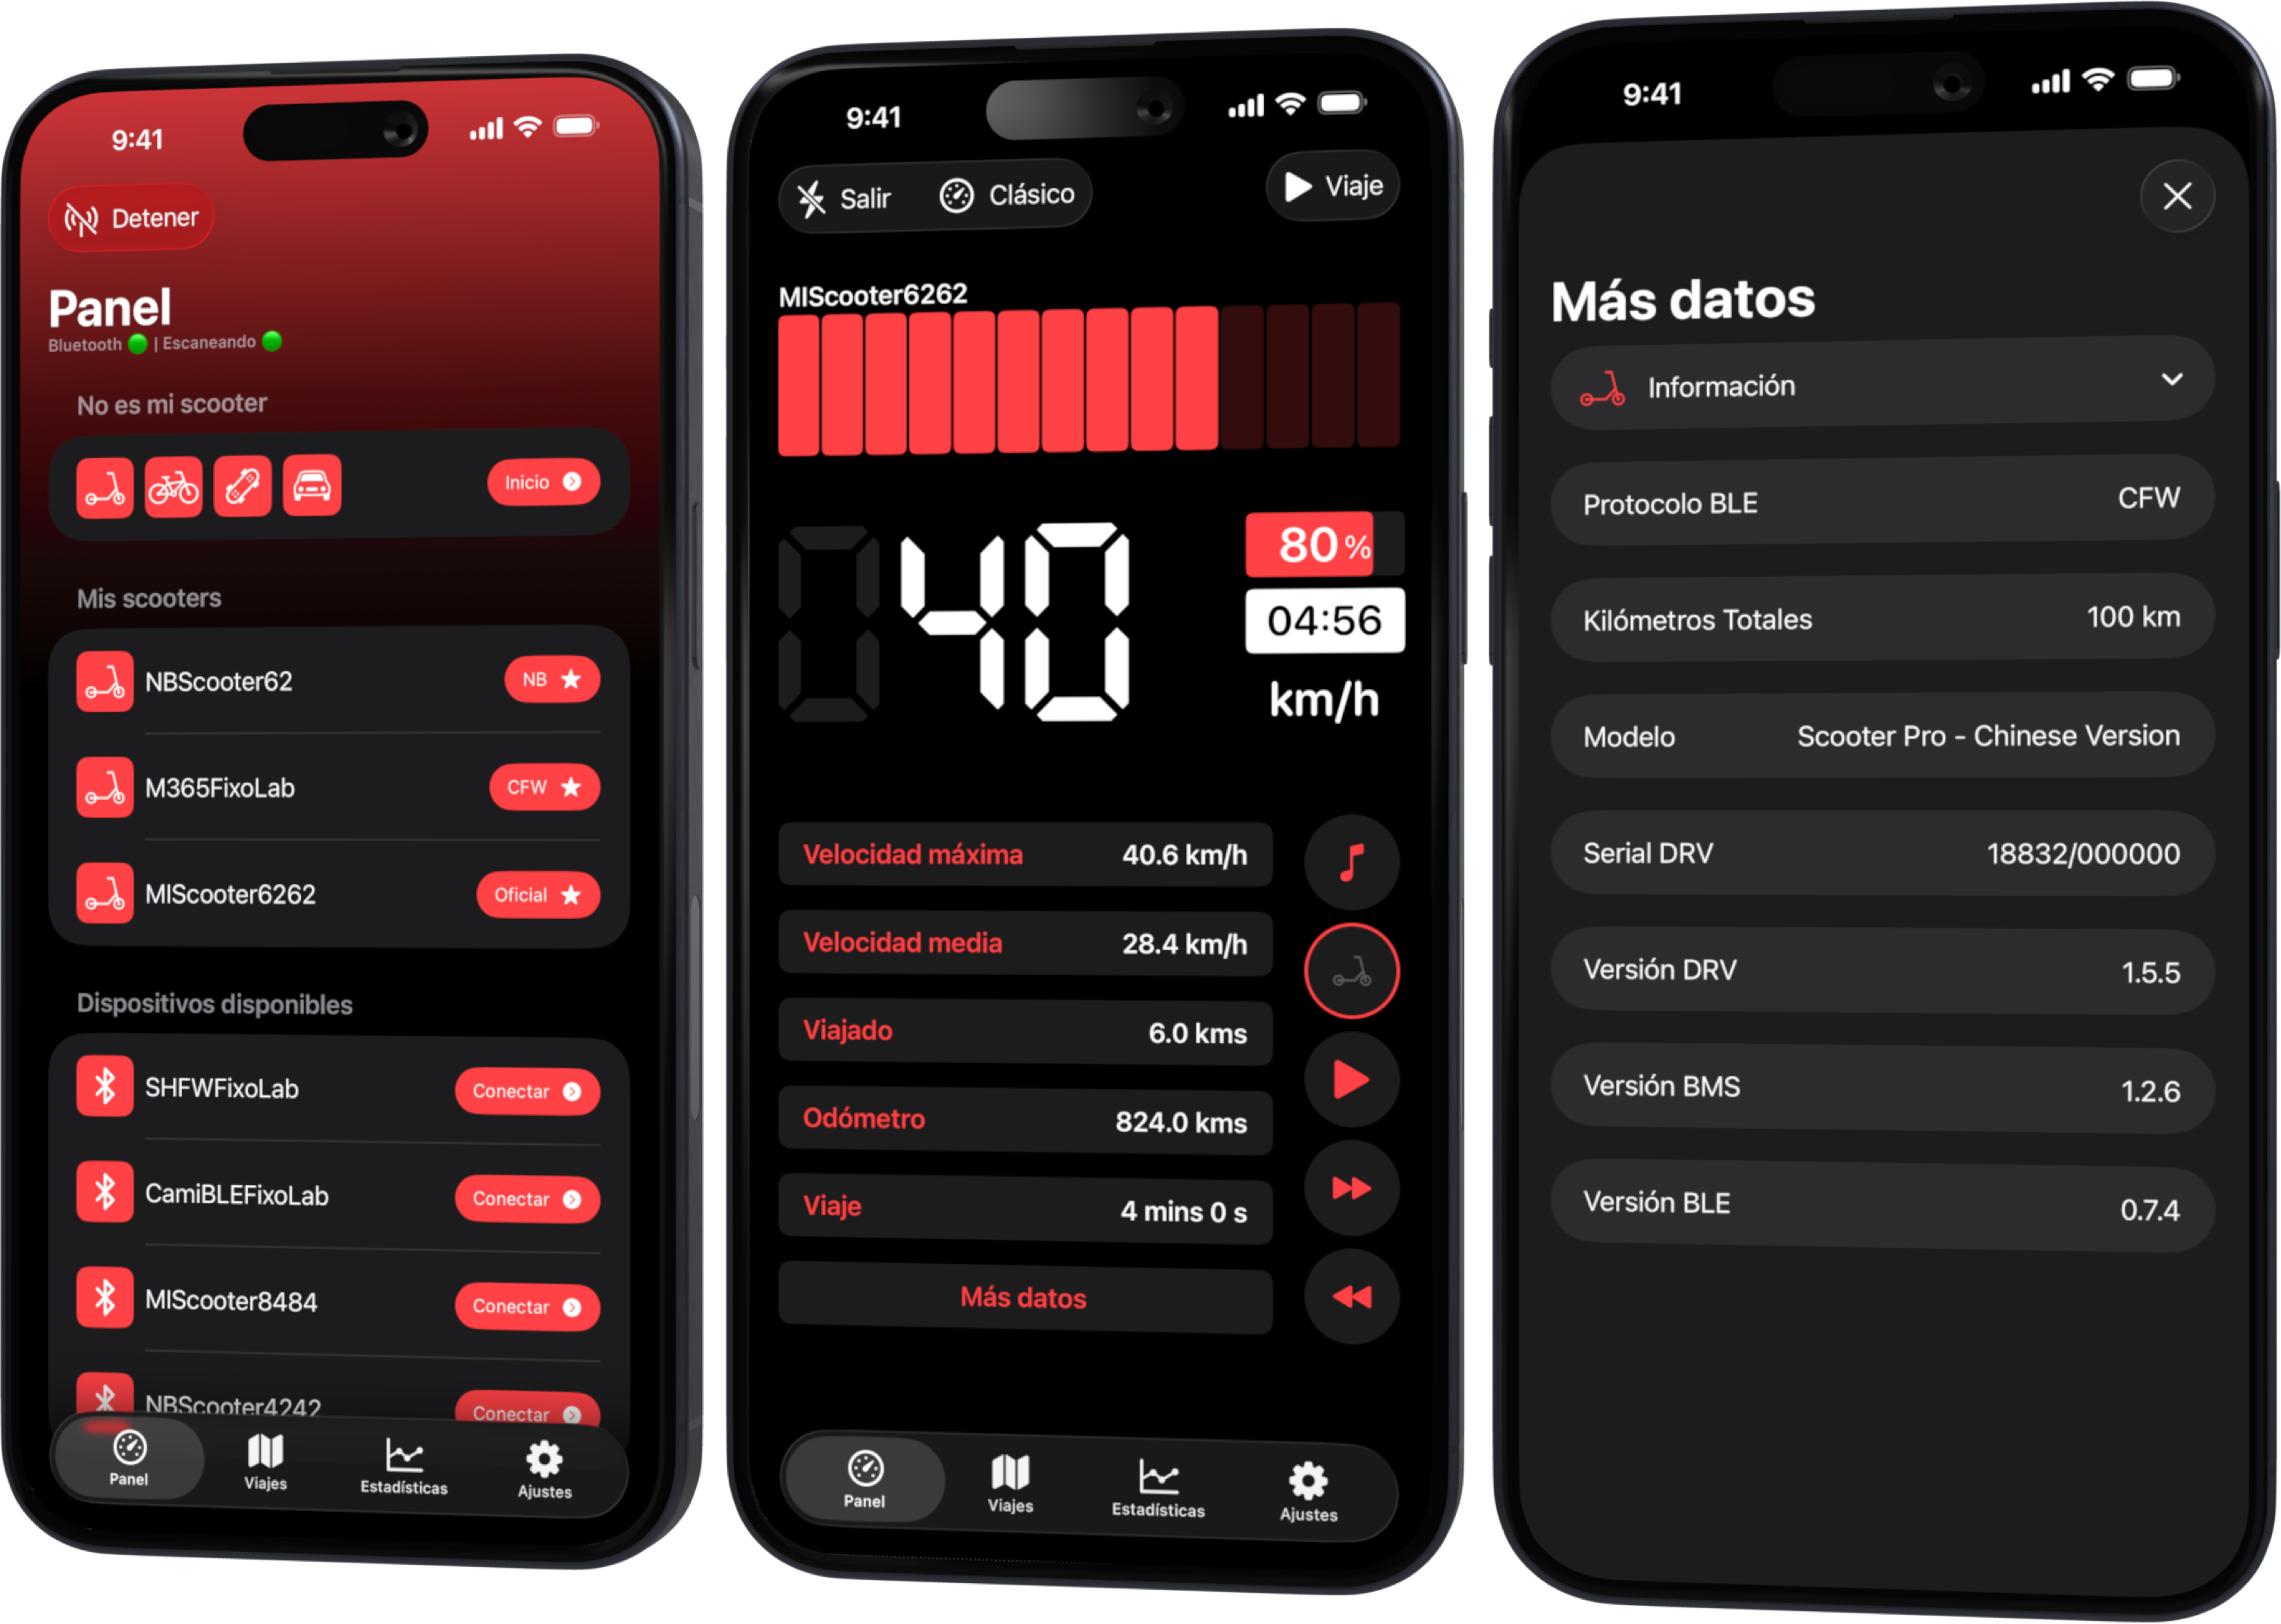 9:41
Detener
Panel
Bluetooth | Escaneando
No es mi scooter
Inicio
Mis scooters
NBScooter62 NB
M365FixoLab CFW
MIScooter6262 Oficial
Dispositivos disponibles
SHFWFixoLab Conectar
CamiBLEFixoLab Conectar
MIScooter8484 Conectar
NBScooter4242 Conectar
Panel Viajes Estadísticas Ajustes
9:41
Salir Clásico Viaje
MIScooter6262
40
80 %
04:56
km/h
Velocidad máxima 40.6 km/h
Velocidad media 28.4 km/h
Viajado 6.0 kms
Odómetro 824.0 kms
Viaje 4 mins 0 s
Más datos
Panel Viajes Estadísticas Ajustes
9:41
Más datos
Información
Protocolo BLE CFW
Kilómetros Totales 100 km
Modelo Scooter Pro - Chinese Version
Serial DRV 18832/000000
Versión DRV 1.5.5
Versión BMS 1.2.6
Versión BLE 0.7.4